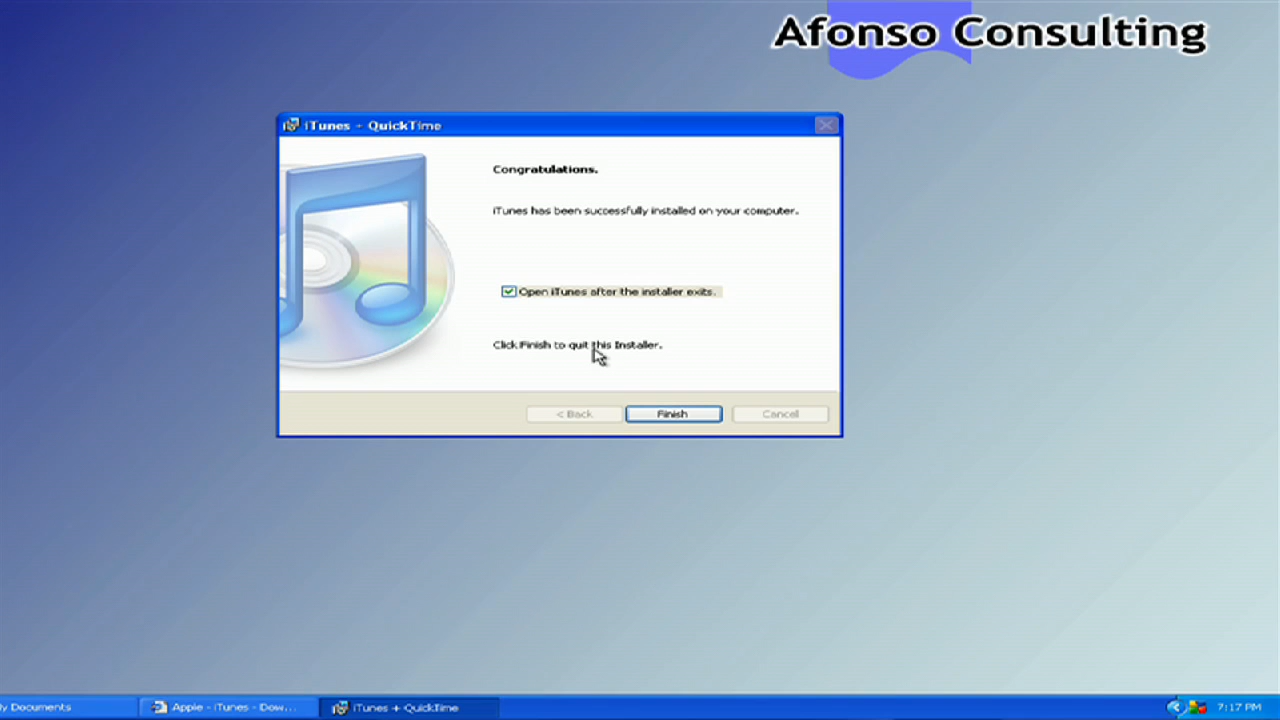 Afonso Consulting
iTunes + QuickTime
Congratulations.
iTunes has been successfully installed on your computer.
Open iTunes after the installer exits.
Click Finish to quit this Installer.
< Back
Finish
Cancel
y Documents
Apple - iTunes - Dow...
iTunes + QuickTime
7:17 PM